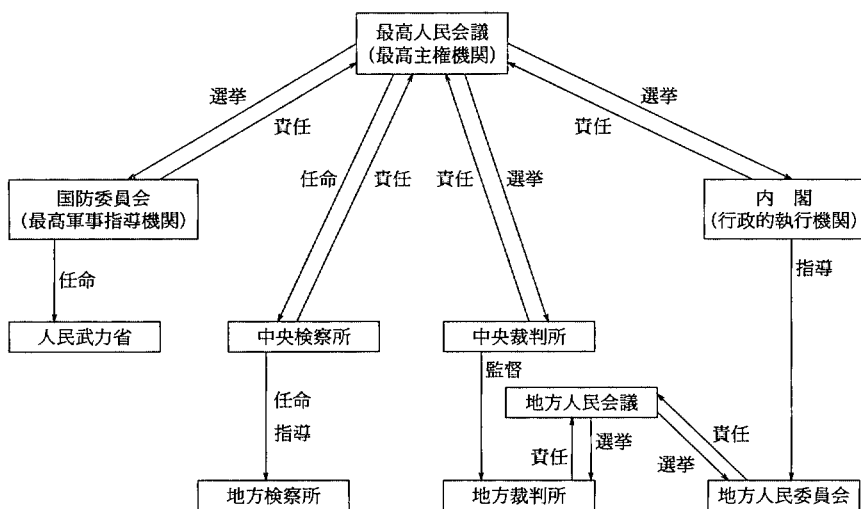 最高人民会議
(最高主権機関)
選挙
責任
任命
責任
責任
選挙
責任
選挙
国防委員会
(最高軍事指導機関)
内　閣
(行政的執行機関)
任命
指導
人民武力省
中央検察所
中央裁判所
任命
指導
監督
地方人民会議
責任
選挙
選挙
責任
地方検察所
地方裁判所
地方人民委員会